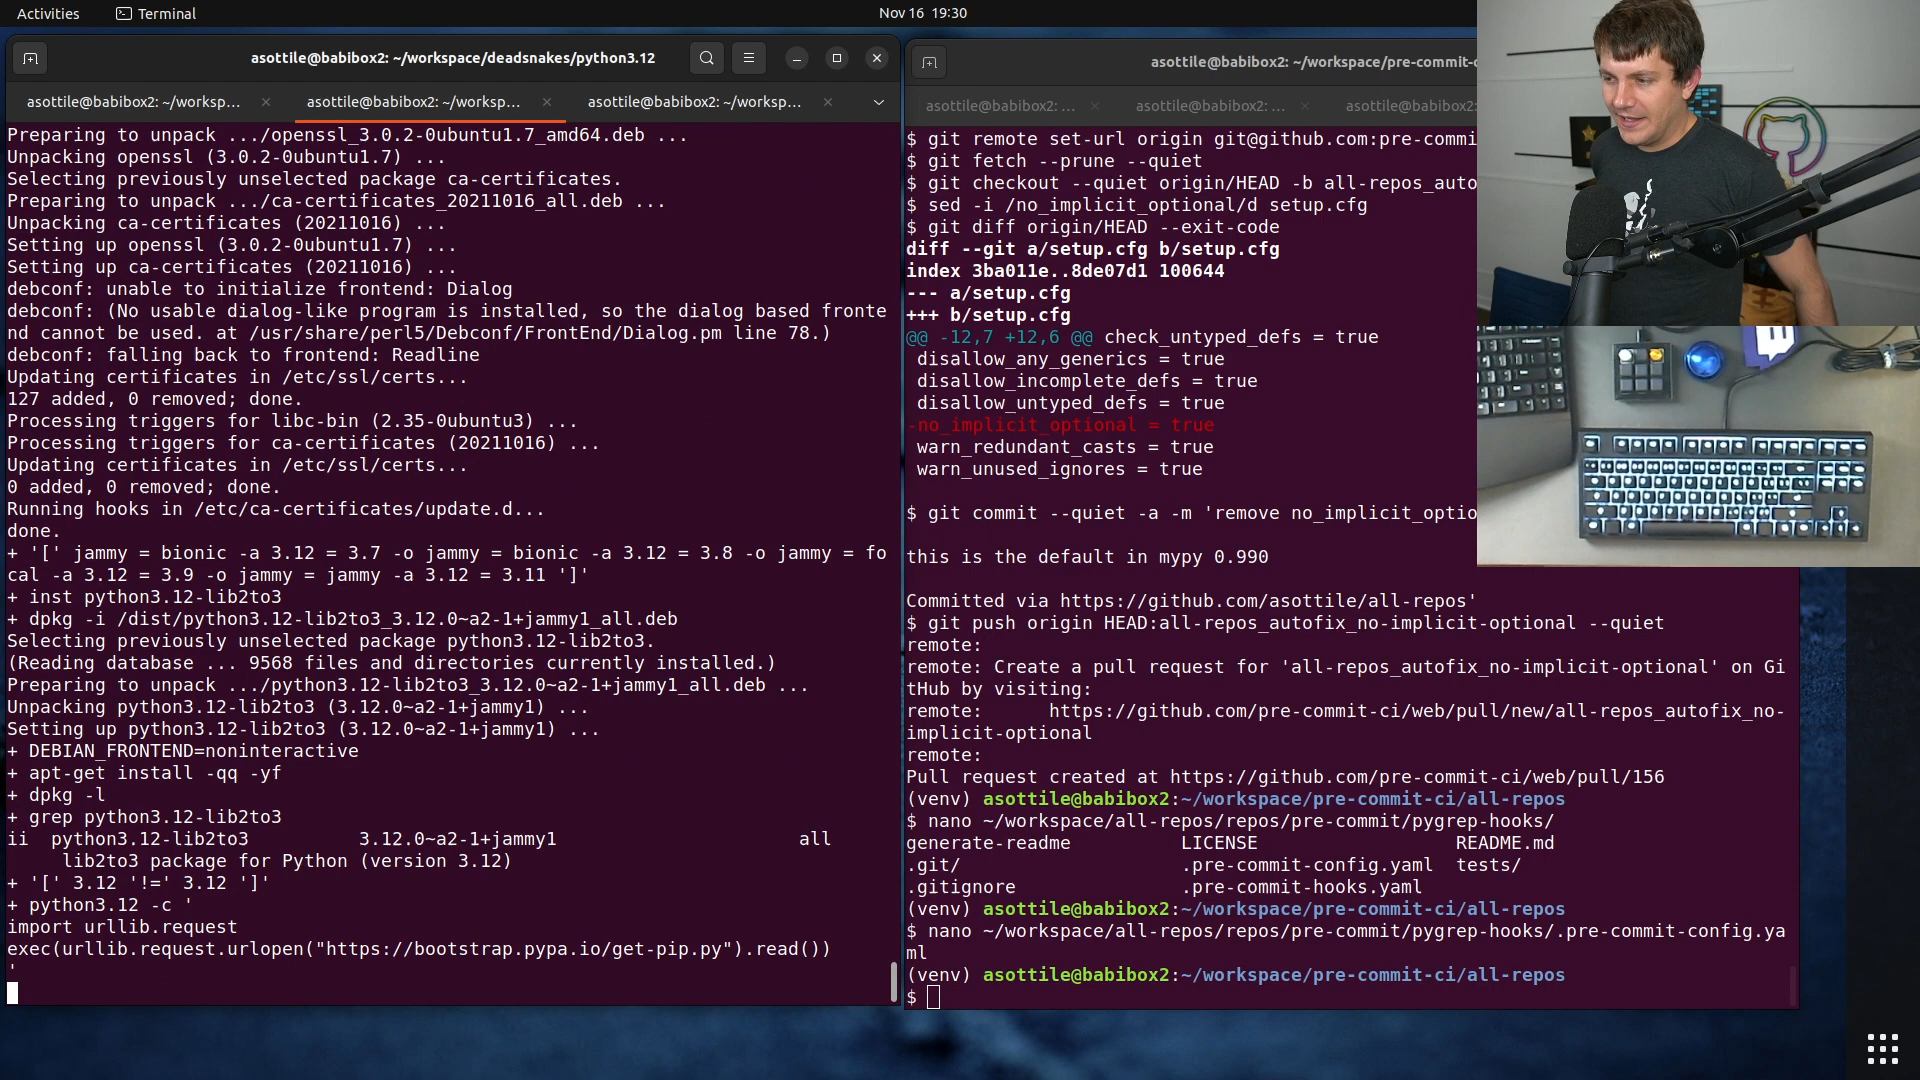 Activities
Terminal
Nov 16 19:30
asottile@babibox2: ~/workspace/deadsnakes/python3.12
asottile@babibox2: ~/worksp...
asottile@babibox2: ~/worksp...
asottile@babibox2: ~/worksp...
Preparing to unpack .../openssl_3.0.2-0ubuntu1.7_amd64.deb ...
Unpacking openssl (3.0.2-0ubuntu1.7) ...
Selecting previously unselected package ca-certificates.
Preparing to unpack .../ca-certificates_20211016_all.deb ...
Unpacking ca-certificates (20211016) ...
Setting up openssl (3.0.2-0ubuntu1.7) ...
Setting up ca-certificates (20211016) ...
debconf: unable to initialize frontend: Dialog
debconf: (No usable dialog-like program is installed, so the dialog based fronte
nd cannot be used. at /usr/share/perl5/Debconf/FrontEnd/Dialog.pm line 78.)
debconf: falling back to frontend: Readline
Updating certificates in /etc/ssl/certs...
127 added, 0 removed; done.
Processing triggers for libc-bin (2.35-0ubuntu3) ...
Processing triggers for ca-certificates (20211016) ...
Updating certificates in /etc/ssl/certs...
0 added, 0 removed; done.
Running hooks in /etc/ca-certificates/update.d...
done.
+ '[' jammy = bionic -a 3.12 = 3.7 -o jammy = bionic -a 3.12 = 3.8 -o jammy = fo
cal -a 3.12 = 3.9 -o jammy = jammy -a 3.12 = 3.11 ']'
+ inst python3.12-lib2to3
+ dpkg -i /dist/python3.12-lib2to3_3.12.0~a2-1+jammy1_all.deb
Selecting previously unselected package python3.12-lib2to3.
(Reading database ... 9568 files and directories currently installed.)
Preparing to unpack .../python3.12-lib2to3_3.12.0~a2-1+jammy1_all.deb ...
Unpacking python3.12-lib2to3 (3.12.0~a2-1+jammy1) ...
Setting up python3.12-lib2to3 (3.12.0~a2-1+jammy1) ...
+ DEBIAN_FRONTEND=noninteractive
+ apt-get install -qq -yf
+ dpkg -l
+ grep python3.12-lib2to3
ii  python3.12-lib2to3          3.12.0~a2-1+jammy1                      all
     lib2to3 package for Python (version 3.12)
+ '[' 3.12 '!=' 3.12 ']'
+ python3.12 -c '
import urllib.request
exec(urllib.request.urlopen("https://bootstrap.pypa.io/get-pip.py").read())
'
asottile@babibox2: ~/workspace/pre-commit-c
asottile@babibox2: ...
asottile@babibox2: ...
asottile@babibox2:
$ git remote set-url origin git@github.com:pre-commi
$ git fetch --prune --quiet
$ git checkout --quiet origin/HEAD -b all-repos_auto
$ sed -i /no_implicit_optional/d setup.cfg
$ git diff origin/HEAD --exit-code
diff --git a/setup.cfg b/setup.cfg
index 3ba011e..8de07d1 100644
--- a/setup.cfg
+++ b/setup.cfg
@@ -12,7 +12,6 @@ check_untyped_defs = true
 disallow_any_generics = true
 disallow_incomplete_defs = true
 disallow_untyped_defs = true
-no_implicit_optional = true
 warn_redundant_casts = true
 warn_unused_ignores = true
$ git commit --quiet -a -m 'remove no_implicit_optio
this is the default in mypy 0.990
Committed via https://github.com/asottile/all-repos'
$ git push origin HEAD:all-repos_autofix_no-implicit-optional --quiet
remote:
remote: Create a pull request for 'all-repos_autofix_no-implicit-optional' on Gi
tHub by visiting:
remote:      https://github.com/pre-commit-ci/web/pull/new/all-repos_autofix_no-
implicit-optional
remote:
Pull request created at https://github.com/pre-commit-ci/web/pull/156
(venv) asottile@babibox2:~/workspace/pre-commit-ci/all-repos
$ nano ~/workspace/all-repos/repos/pre-commit/pygrep-hooks/
generate-readme          LICENSE                  README.md
.git/                    .pre-commit-config.yaml  tests/
.gitignore               .pre-commit-hooks.yaml
(venv) asottile@babibox2:~/workspace/pre-commit-ci/all-repos
$ nano ~/workspace/all-repos/repos/pre-commit/pygrep-hooks/.pre-commit-config.ya
ml
(venv) asottile@babibox2:~/workspace/pre-commit-ci/all-repos
$